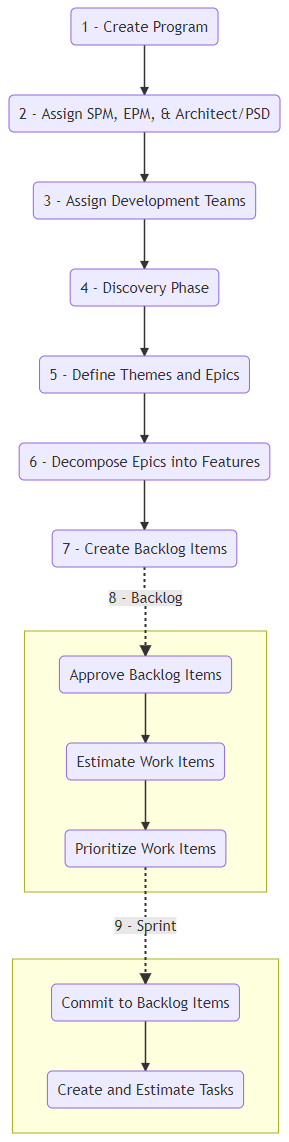 1 - Create Program
2 - Assign SPM, EPM, & Architect/PSD
3 - Assign Development Teams
4 - Discovery Phase
5 - Define Themes and Epics
6 - Decompose Epics into Features
7 - Create Backlog Items
8 - Backlog
Approve Backlog Items
Estimate Work Items
Prioritize Work Items
9 - Sprint
Commit to Backlog Items
Create and Estimate Tasks